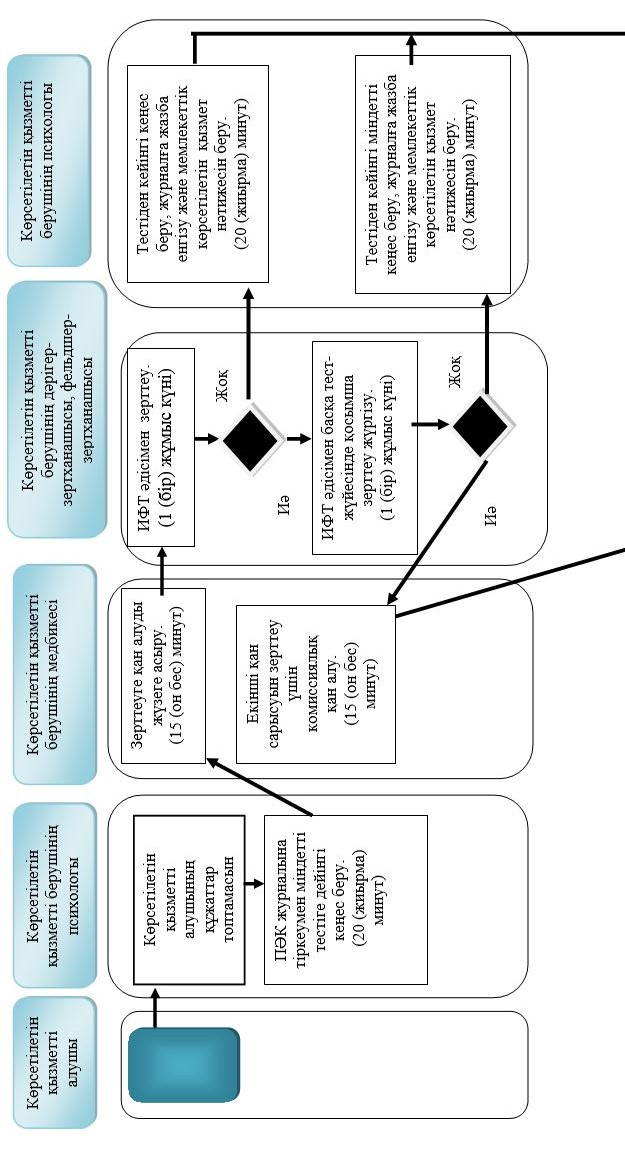 Көрсетілетін
қызметті
алушы
Көрсетілетін
қызметті берушінің
психологы
Көрсетілетін қызметті
берушінің медбикесі
Көрсетілетін қызметті
берушінің дәрігер-
зертханашысы, фельдшер-
зертханашысы
Көрсетілетін қызметті
берушінің психологы
Көрсетілетін
қызметті
алушының
құжаттар
топтамасын
ПӘК журналына
тіркеумен міндетті
тестіге дейінгі
кеңес беру.
(20 (жиырма)
минут)
Зерттеуге қан алуды
жүзеге асыру.
(15 (он бес) минут)
Екінші қан
сарысуын зерттеу
үшін
комиссиялық
қан алу.
(15 (он бес)
минут)
ИФТ әдісімен зерттеу.
(1 (бір) жұмыс күні)
Жоқ
Иә
ИФТ әдісімен басқа тест-
жүйесінде қосымша
зерттеу жүргізу.
(1 (бір) жұмыс күні)
Жоқ
Иә
Тестіден кейінгі кеңес
беру, журналға жазба
енгізу және мемлекеттік
көрсетілетін қызмет
нәтижесін беру.
(20 (жиырма) минут)
Тестіден кейінгі міндетті
кеңес беру, журналға жазба
енгізу және мемлекеттік
көрсетілетін қызмет
нәтижесін беру.
(20 (жиырма) минут)